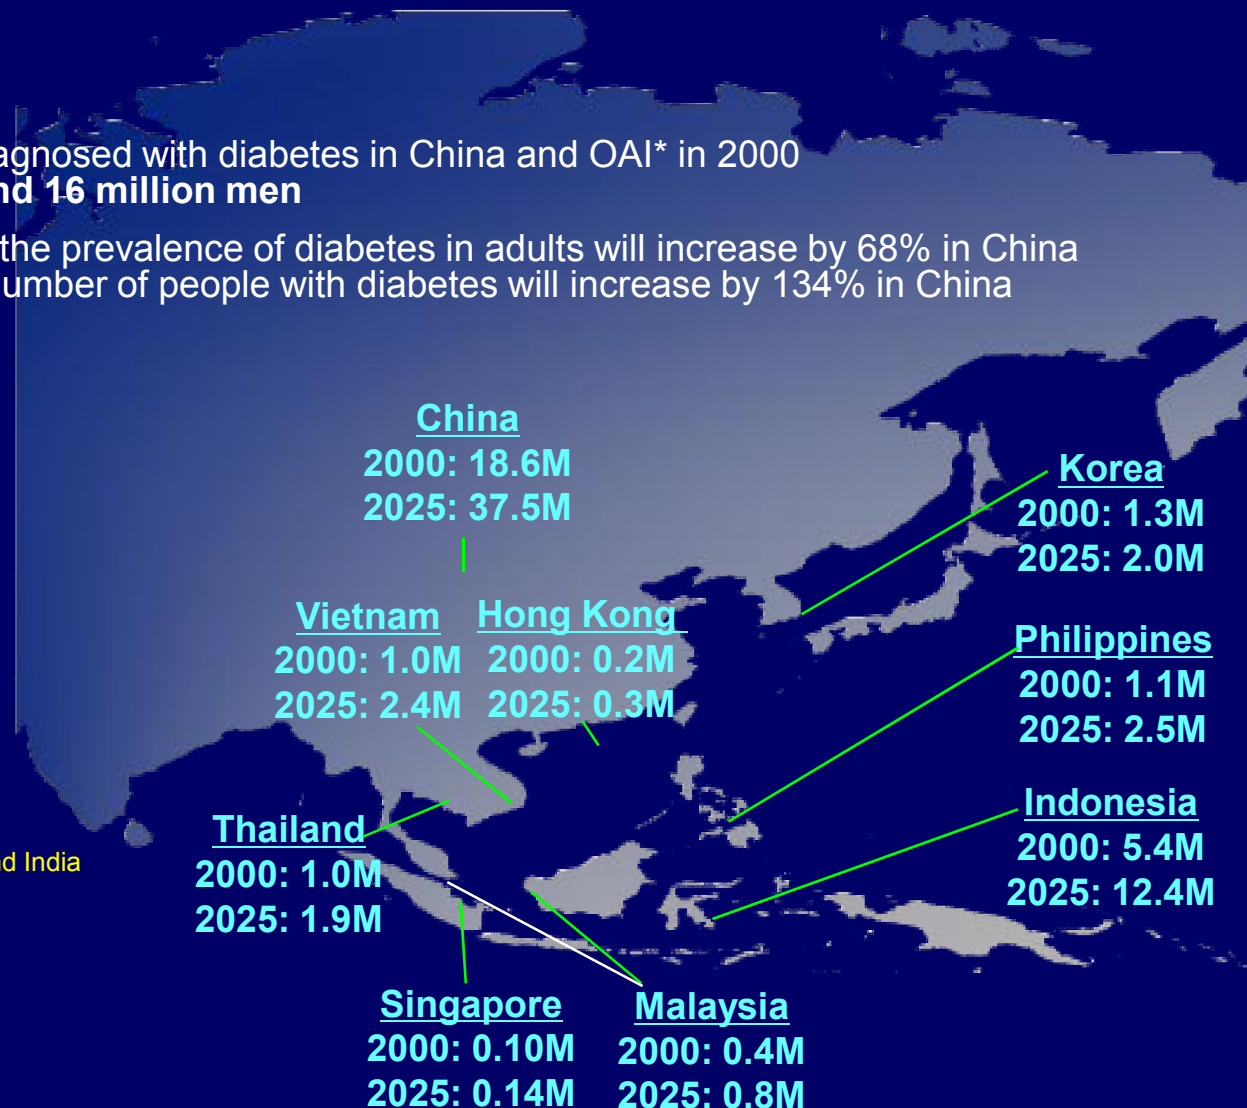 agnosed with diabetes in China and OAI* in 2000
nd 16 million men
the prevalence of diabetes in adults will increase by 68% in China
umber of people with diabetes will increase by 134% in China
China
2000: 18.6M
2025: 37.5M
Korea
2000: 1.3M
2025: 2.0M
Vietnam
2000: 1.0M
2025: 2.4M
Hong Kong
2000: 0.2M
2025: 0.3M
Philippines
2000: 1.1M
2025: 2.5M
Indonesia
2000: 5.4M
2025: 12.4M
Thailand
2000: 1.0M
2025: 1.9M
d India
Singapore
2000: 0.10M
2025: 0.14M
Malaysia
2000: 0.4M
2025: 0.8M